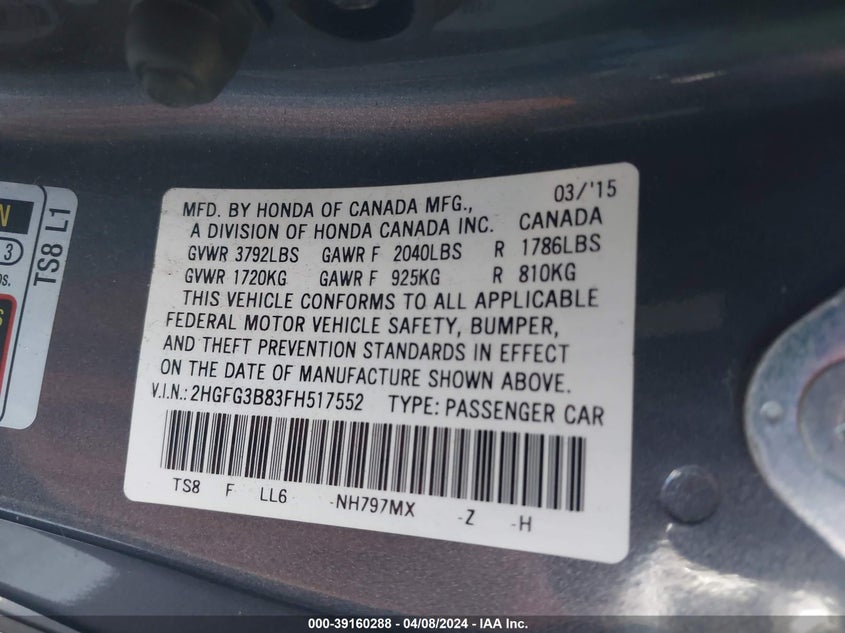 N
3
os.
S
TS8 L1
03/'15
MFD. BY HONDA OF CANADA MFG.,
A DIVISION OF HONDA CANADA INC. CANADA
GVWR 3792LBS GAWR F 2040LBS R 1786LBS
GVWR 1720KG GAWR F 925KG R 810KG
THIS VEHICLE CONFORMS TO ALL APPLICABLE
FEDERAL MOTOR VEHICLE SAFETY, BUMPER,
AND THEFT PREVENTION STANDARDS IN EFFECT
ON THE DATE OF MANUFACTURE SHOWN ABOVE.
V.I.N.: 2HGFG3B83FH517552 TYPE: PASSENGER CAR
TS8 F LL6 -NH797MX -Z -H
000-39160288 - 04/08/2024 - IAA Inc.